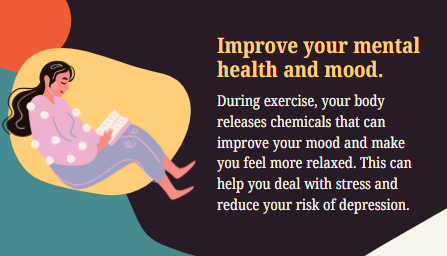 Improve your mental
health and mood.
During exercise, your body
releases chemicals that can
improve your mood and make
you feel more relaxed. This can
help you deal with stress and
reduce your risk of depression.